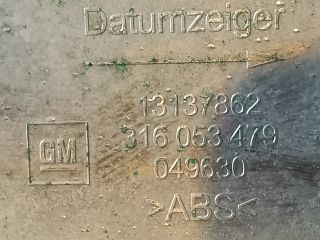 Datumzeiger
13137862
GM 316 053 479
049630
>ABS<